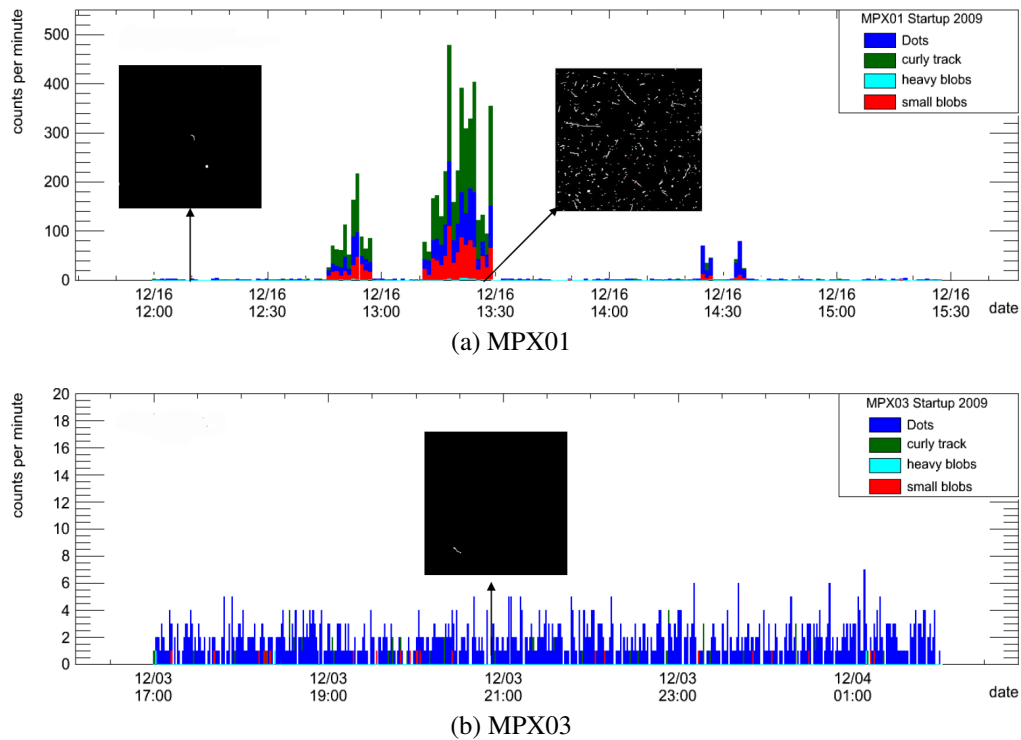 counts per minute
500
400
300
200
100
0
MPX01 Startup 2009
Dots
curly track
heavy blobs
small blobs
12/16 12/16 12/16 12/16 12/16 12/16 12/16 12/16
12:00 12:30 13:00 13:30 14:00 14:30 15:00 15:30
date
(a) MPX01
counts per minute
20
18
16
14
12
10
8
6
4
2
0
MPX03 Startup 2009
Dots
curly track
heavy blobs
small blobs
12/03 12/03 12/03 12/03 12/04
17:00 19:00 21:00 23:00 01:00
date
(b) MPX03